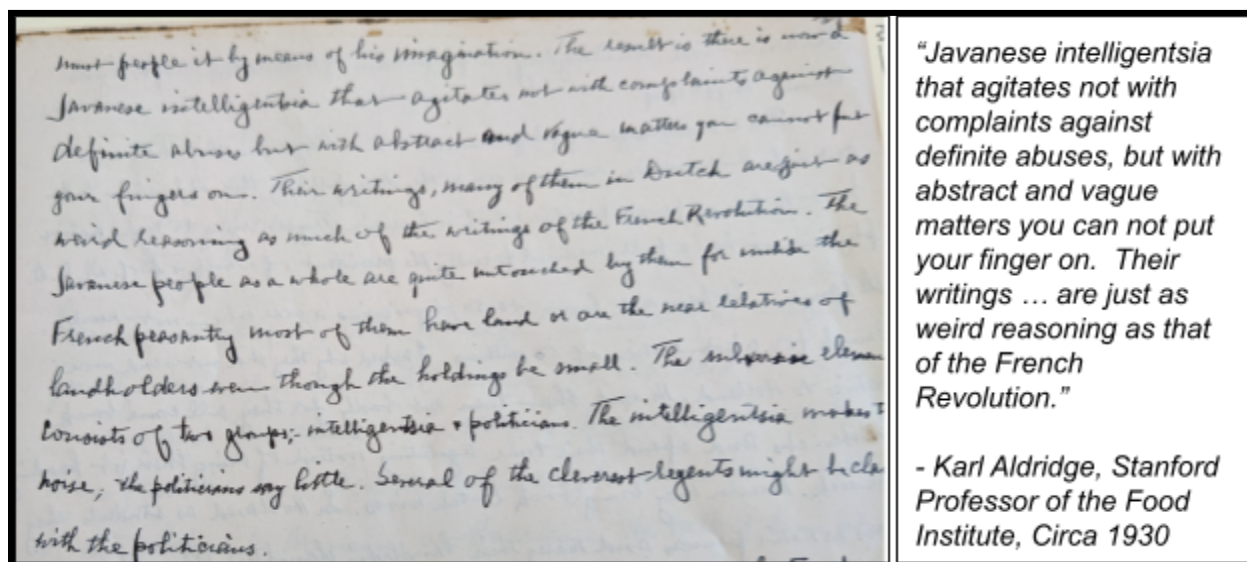 must people it by means of his imagination. The result is there is now a
Javanese intelligentsia that agitates not with complaints against
definite abuses but with abstract and vague matters you cannot put
your fingers on. Their writings, many of them in Dutch are just as
weird reasoning as much of the writings of the French Revolution. The
Javanese people as a whole are quite untouched by them for unlike the
French peasantry most of them have land or are the near relatives of
landholders even though the holdings be small. The
consists of two groups; intelligentsia & politicians. The intelligentsia makes
noise, the politicians say little. Several of the cleverest regents might be
with the politicians.
“Javanese intelligentsia
that agitates not with
complaints against
definite abuses, but with
abstract and vague
matters you can not put
your finger on. Their
writings ... are just as
weird reasoning as that
of the French
Revolution.”
- Karl Aldridge, Stanford
Professor of the Food
Institute, Circa 1930